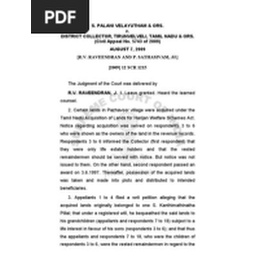 PDF
S. PALANI VELAYUTHAM & ORS.
v.
DISTRICT COLLECTOR, TIRUNVELVELI, TAMIL NADU & ORS.
(Civil Appeal No. 5743 of 2009)
AUGUST 7, 2009
[R.V. RAVEENDRAN AND P. SATHASIVAM, JJ.]
[2009] 12 SCR 1215
The Judgment of the Court was delivered by
R.V. RAVEENDRAN, J. 1. Leave granted. Heard the learned
counsel.
2. Certain lands in Pazhavoor village were acquired under the
Tamil Nadu Acquisition of Lands for Harijan Welfare Schemes Act.
Notice regarding acquisition was served on respondents 3 to 6
who were shown as the owners of the land in the revenue records.
Respondents 3 to 6 informed the Collector (first respondent) that
they were only life estate holders and that the vested
remaindermen should be served with notice. But notice was not
issued to them. On the other hand, second respondent passed an
award on 3.6.1997. Thereafter, possession of the acquired lands
was taken and made into plots and distributed to intended
beneficiaries.
3. Appellants 1 to 4 filed a writ petition alleging that the
acquired lands originally belonged to one S. Karthirmathinatha
Pillai; that under a registered will, he bequeathed the said lands to
his grandchildren (appellants and respondents 7 to 18) subject to a
life interest in favour of his sons (respondents 3 to 6); and that thus
the appellants and respondents 7 to 18, who were the children of
respondents 3 to 6, were the vested remaindermen in regard to the